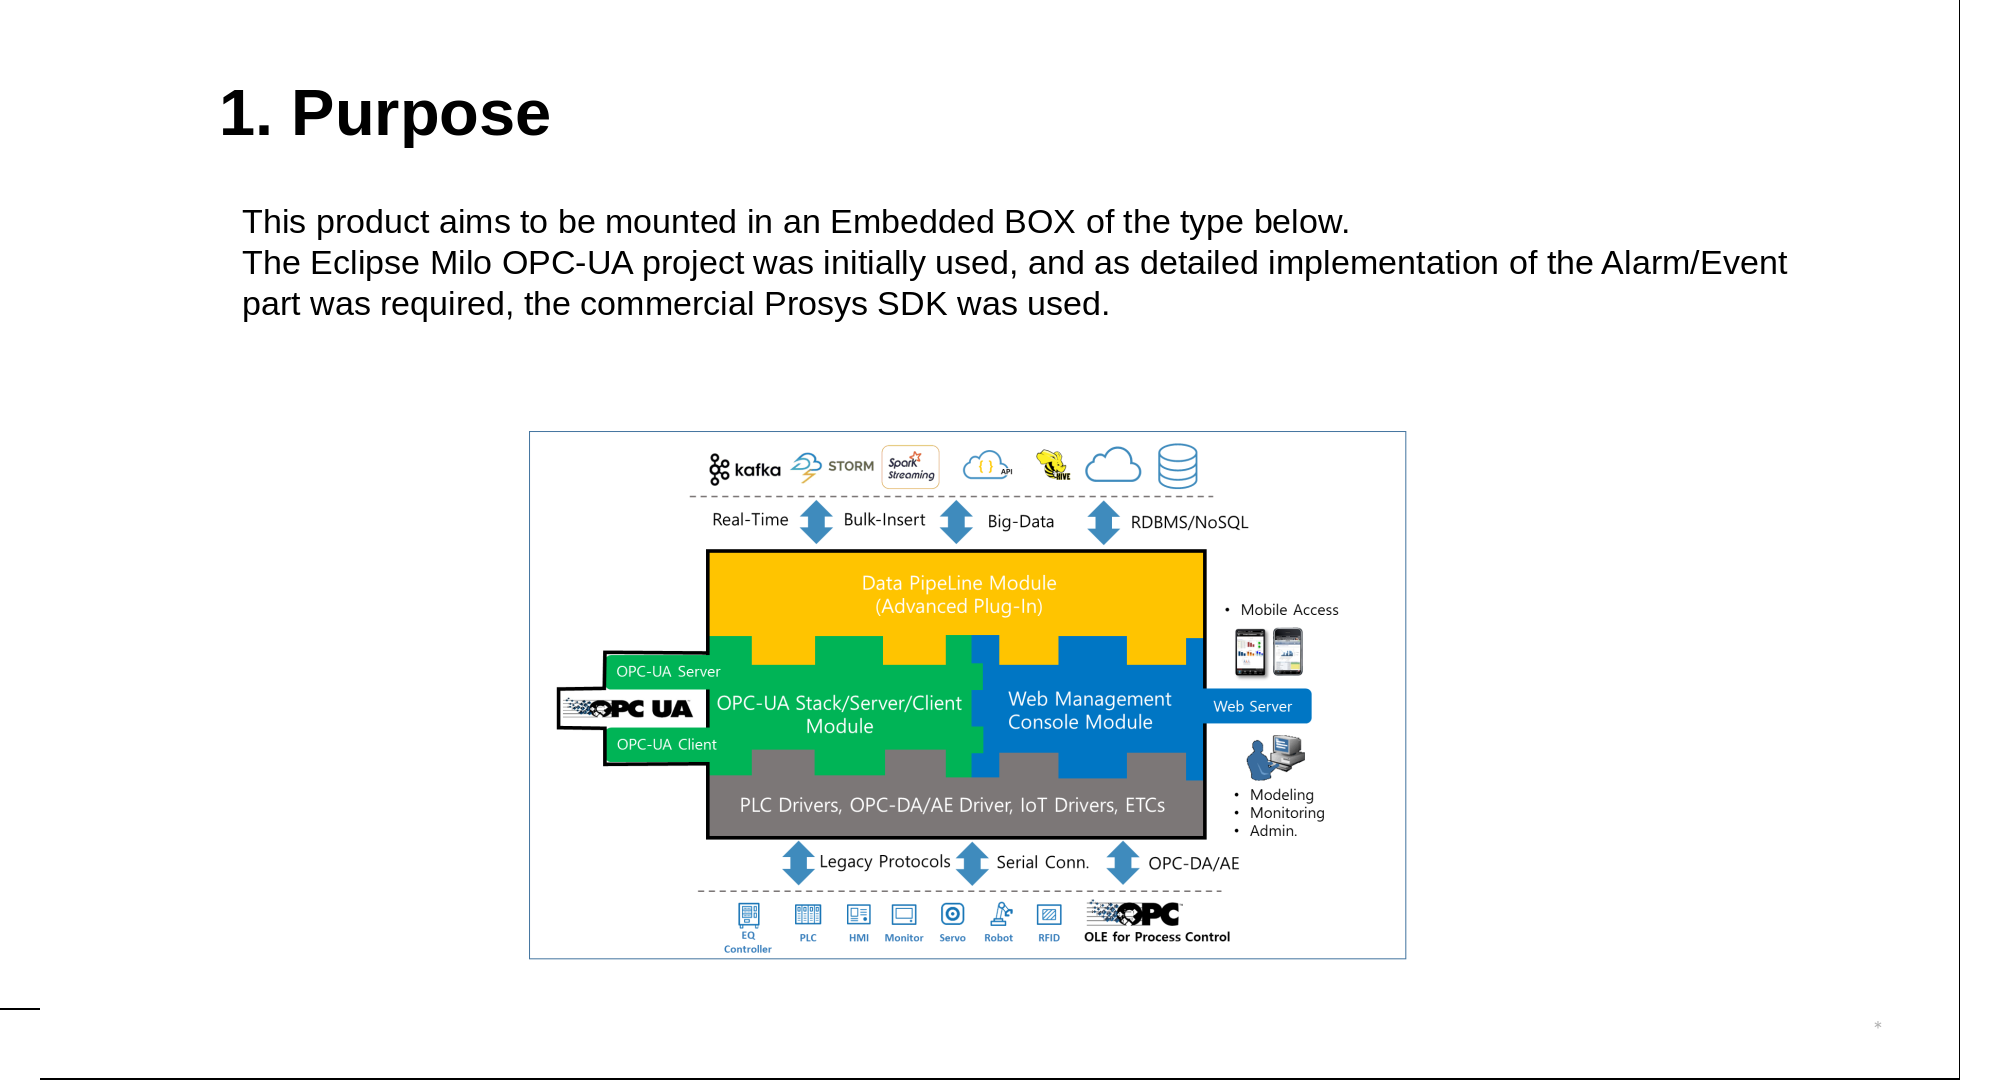 1. Purpose
This product aims to be mounted in an Embedded BOX of the type below.
The Eclipse Milo OPC-UA project was initially used, and as detailed implementation of the Alarm/Event
part was required, the commercial Prosys SDK was used.
kafka STORM Spark Streaming { } API HIVE
Real-Time Bulk-Insert Big-Data RDBMS/NoSQL
Data PipeLine Module
(Advanced Plug-In)
• Mobile Access
OPC-UA Server
OPC UA
OPC-UA Client
OPC-UA Stack/Server/Client
Module
Web Management
Console Module
Web Server
• Modeling
• Monitoring
• Admin.
PLC Drivers, OPC-DA/AE Driver, IoT Drivers, ETCs
Legacy Protocols Serial Conn. OPC-DA/AE
EQ
Controller
PLC HMI Monitor Servo Robot RFID
OPC
OLE for Process Control
*